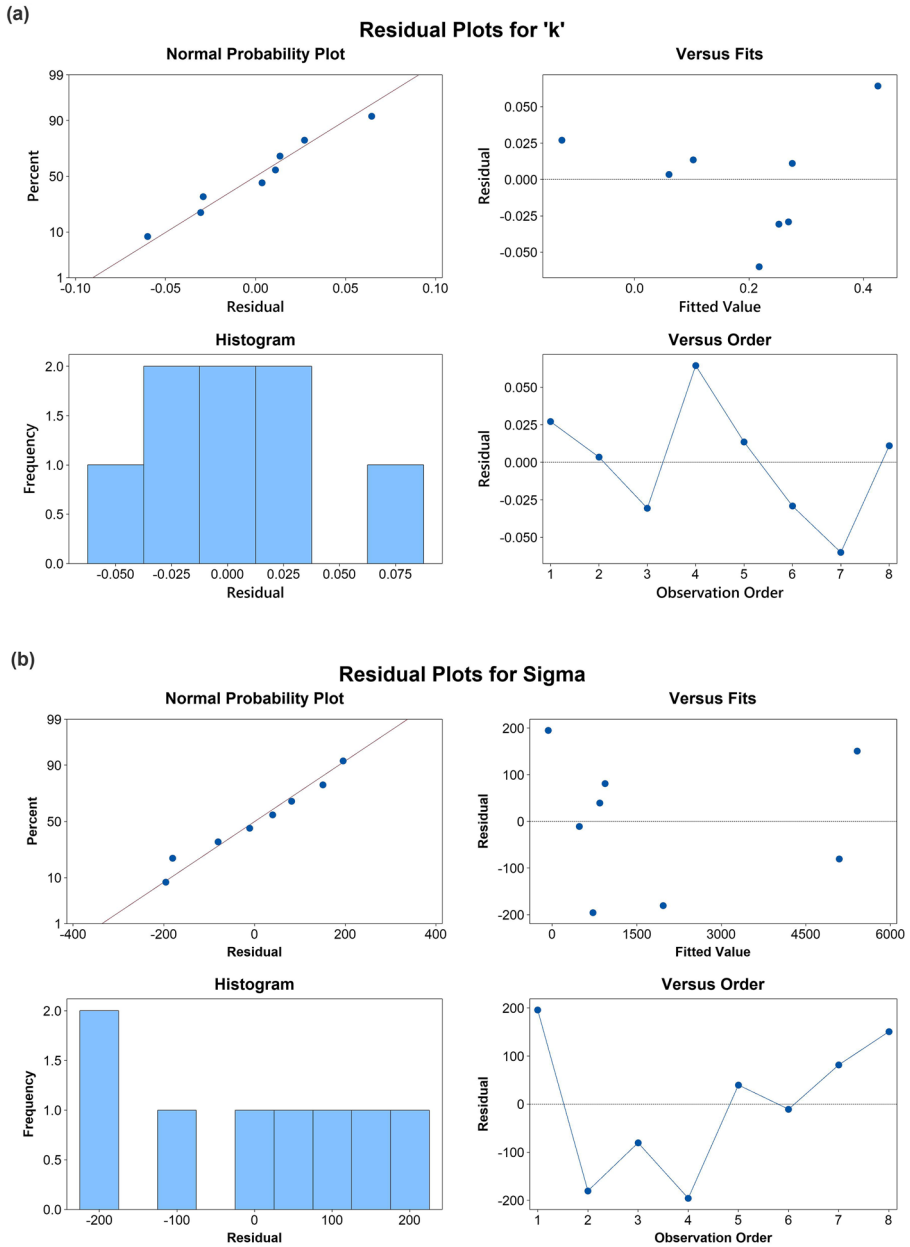 (a)
Residual Plots for 'k'
Normal Probability Plot
Percent
99
90
50
10
1
-0.10 -0.05 0.00 0.05 0.10
Residual
Versus Fits
Residual
0.050
0.025
0.000
-0.025
-0.050
0.0 0.2 0.4
Fitted Value
Histogram
Frequency
2.0
1.5
1.0
0.5
0.0
-0.050 -0.025 0.000 0.025 0.050 0.075
Residual
Versus Order
Residual
0.050
0.025
0.000
-0.025
-0.050
1 2 3 4 5 6 7 8
Observation Order
(b)
Residual Plots for Sigma
Normal Probability Plot
Percent
99
90
50
10
1
-400 -200 0 200 400
Residual
Versus Fits
Residual
200
100
0
-100
-200
0 1500 3000 4500 6000
Fitted Value
Histogram
Frequency
2.0
1.5
1.0
0.5
0.0
-200 -100 0 100 200
Residual
Versus Order
Residual
200
100
0
-100
-200
1 2 3 4 5 6 7 8
Observation Order